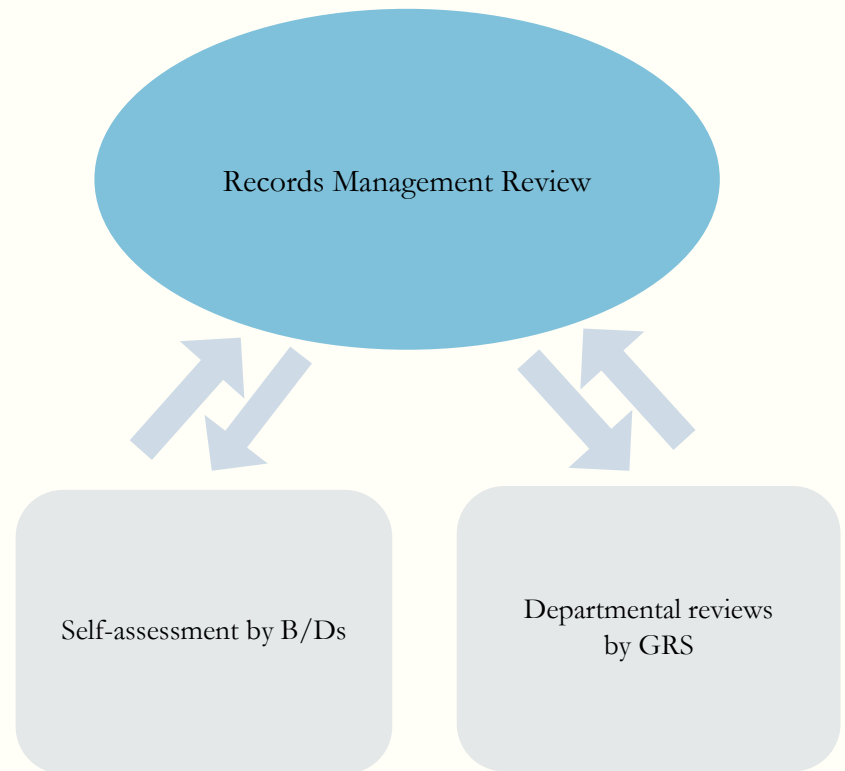 Records Management Review
Self-assessment by B/Ds
Departmental reviews
by GRS